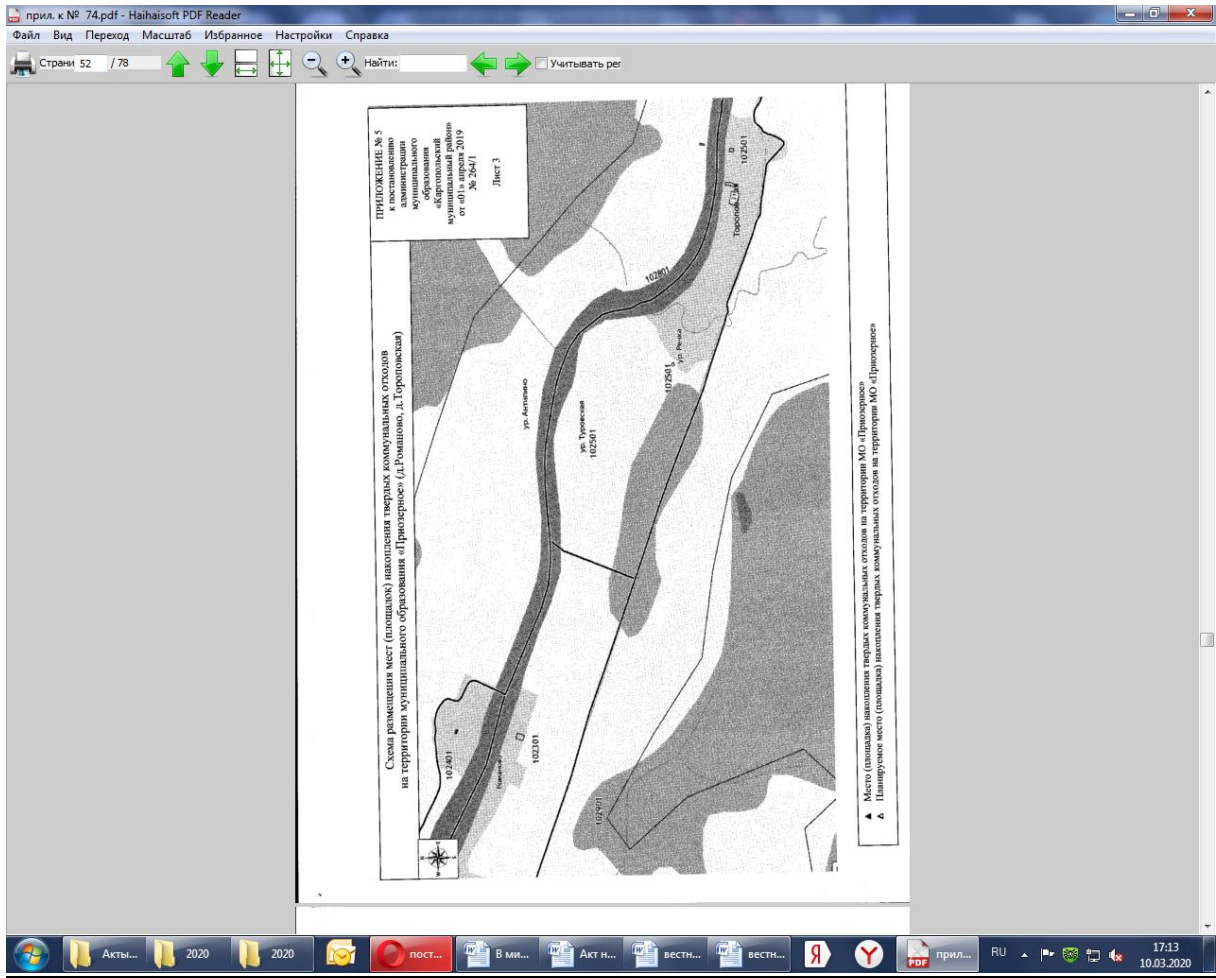 прил. к № 74.pdf - Haihaisoft PDF Reader
Файл Вид Переход Масштаб Избранное Настройки Справка
Страни 52 / 78 Найти: Учитывать рег
ПРИЛОЖЕНИЕ № 5
к постановлению
администрации
муниципального
образования
«Каргопольский
муниципальный район»
от «01» апреля 2019
№ 264/1
Лист 3
Схема размещения мест (площадок) накопления твердых коммунальных отходов
на территории муниципального образования «Приозерное» (д.Романово, д.Тороповская)
102401
Романово
102301
102901
ур. Антипино
ур. Туровская
102501
102801
102501
ур. Речка
Тороповская
102501
▲ Место (площадка) накопления твердых коммунальных отходов на территории МО «Приозерное»
Δ Планируемое место (площадка) накопления твердых коммунальных отходов на территории МО «Приозерное»
Акты...
2020
2020
пост...
В ми...
Акт н...
вестн...
вестн...
прил...
RU
17:13
10.03.2020